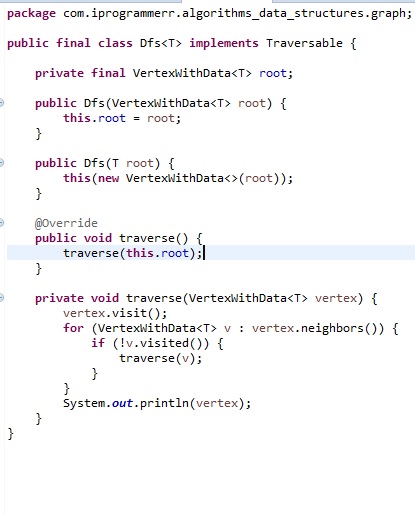 package com.iprogrammerr.algorithms_data_structures.graph;
public final class Dfs<T> implements Traversable {
private final VertexWithData<T> root;
public Dfs(VertexWithData<T> root) {
this.root = root;
}
public Dfs(T root) {
this(new VertexWithData<>(root));
}
@Override
public void traverse() {
traverse(this.root);
}
private void traverse(VertexWithData<T> vertex) {
vertex.visit();
for (VertexWithData<T> v : vertex.neighbors()) {
if (!v.visited()) {
traverse(v);
}
}
System.out.println(vertex);
}
}